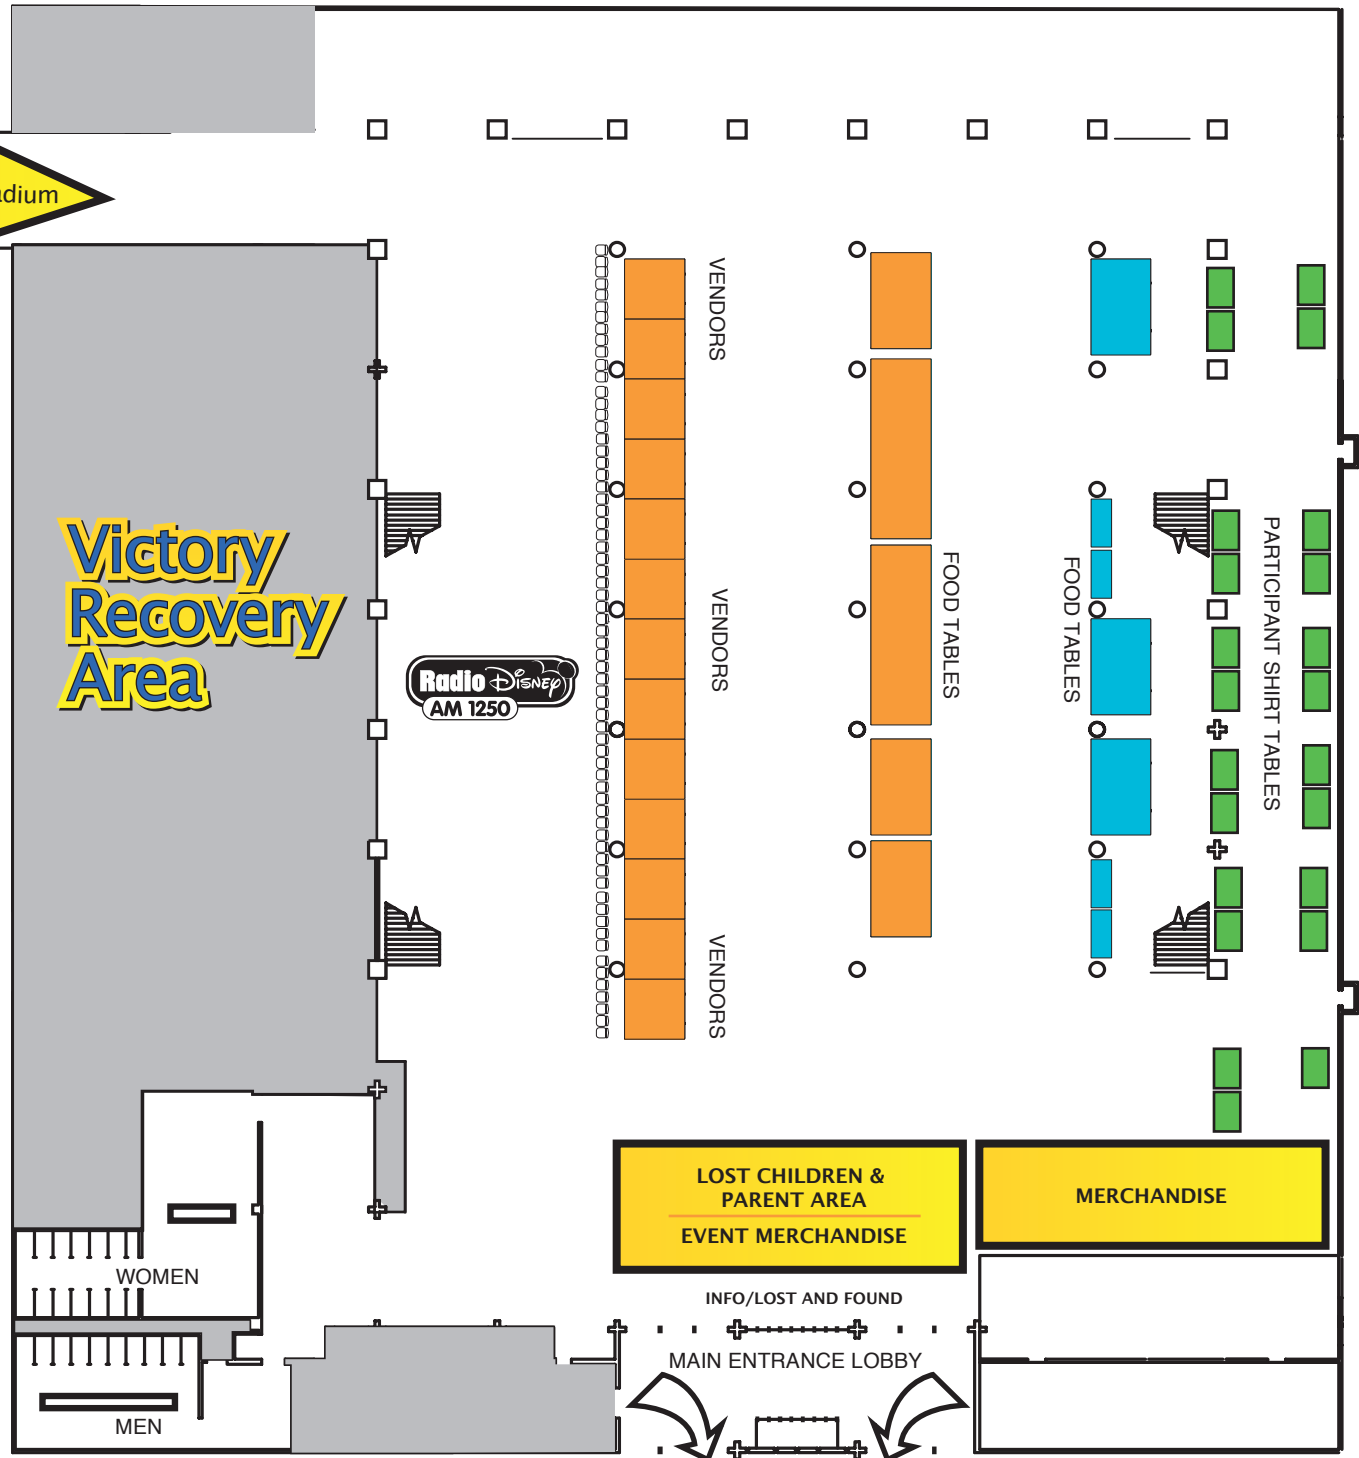 VENDORS
Victory
Recovery
Area
Radio Disney
AM 1250
VENDORS
FOOD TABLES
FOOD TABLES
PARTICIPANT SHIRT TABLES
VENDORS
LOST CHILDREN &
PARENT AREA
EVENT MERCHANDISE
MERCHANDISE
WOMEN
INFO/LOST AND FOUND
MAIN ENTRANCE LOBBY
MEN